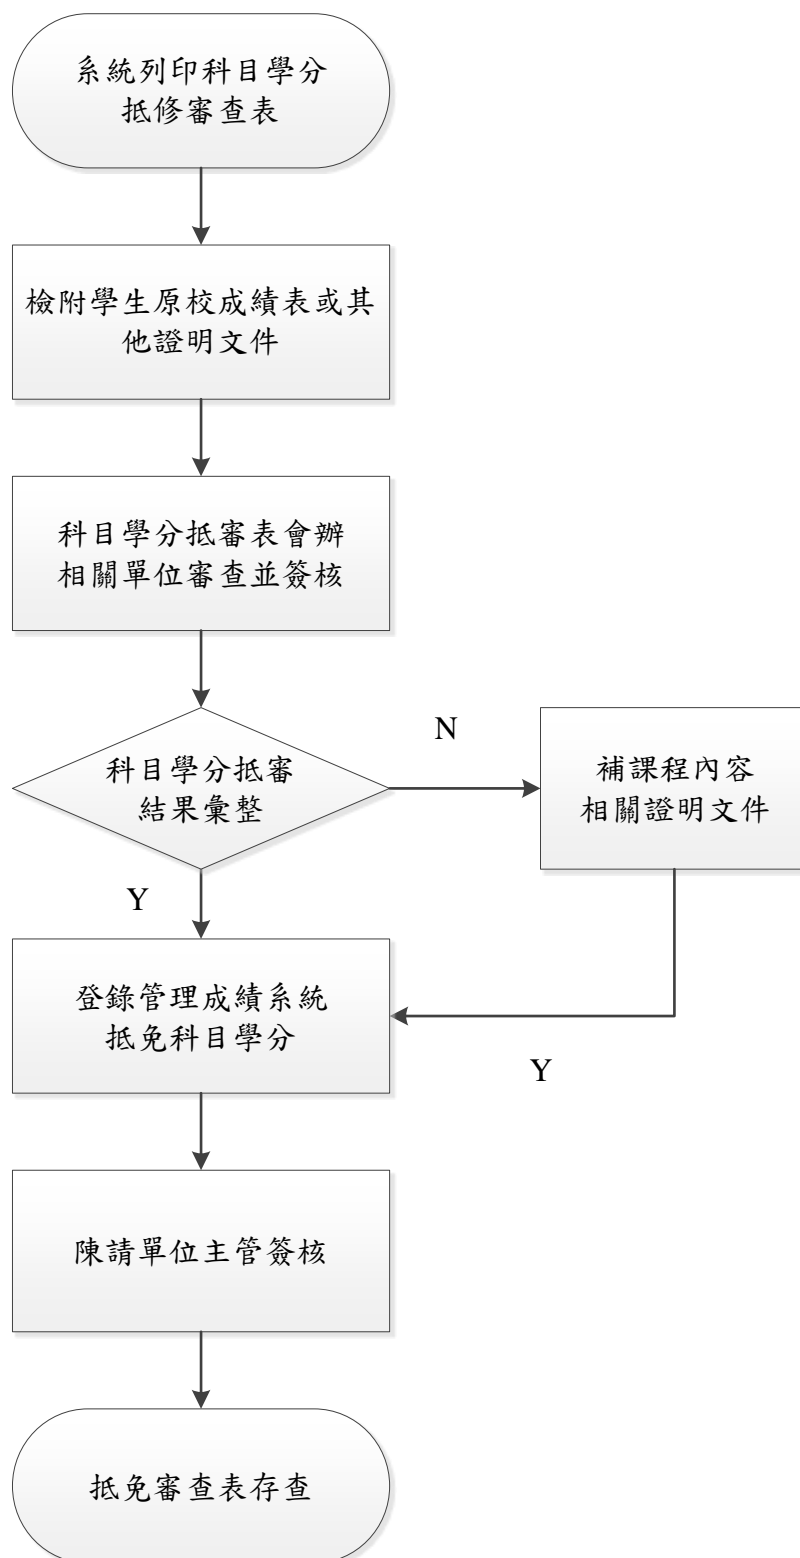 系統列印科目學分
抵修審查表
檢附學生原校成績表或其
他證明文件
科目學分抵審表會辦
相關單位審查並簽核
科目學分抵審
結果彙整
N
補課程內容
相關證明文件
Y
登錄管理成績系統
抵免科目學分
Y
陳請單位主管簽核
抵免審查表存查